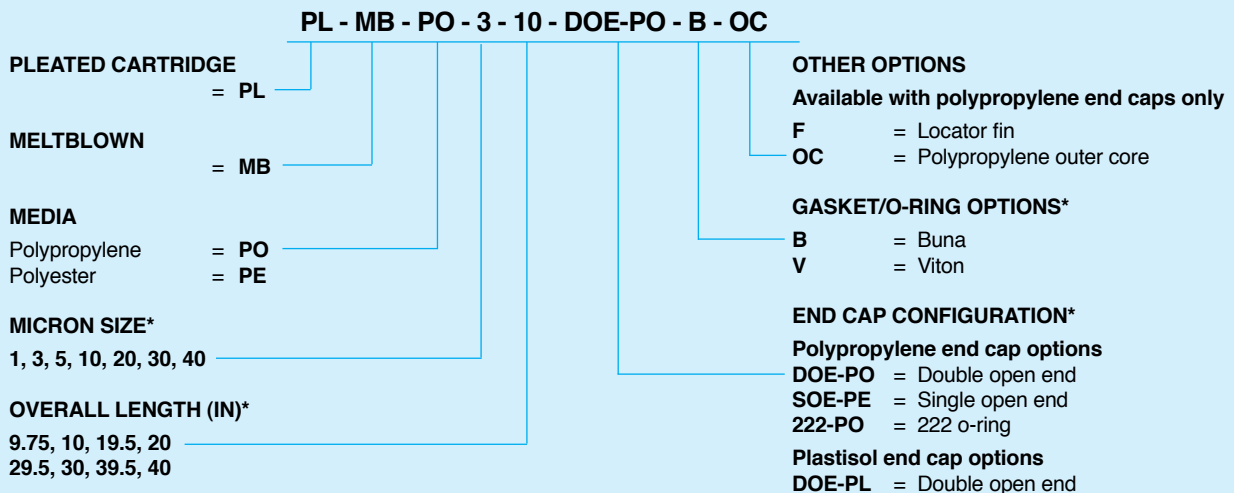 PL - MB - PO - 3 - 10 - DOE-PO - B - OC
PLEATED CARTRIDGE
= PL
MELTBLOWN
= MB
MEDIA
Polypropylene = PO
Polyester = PE
MICRON SIZE*
1, 3, 5, 10, 20, 30, 40
OVERALL LENGTH (IN)*
9.75, 10, 19.5, 20
29.5, 30, 39.5, 40
OTHER OPTIONS
Available with polypropylene end caps only
F = Locator fin
OC = Polypropylene outer core
GASKET/O-RING OPTIONS*
B = Buna
V = Viton
END CAP CONFIGURATION*
Polypropylene end cap options
DOE-PO = Double open end
SOE-PE = Single open end
222-PO = 222 o-ring
Plastisol end cap options
DOE-PL = Double open end